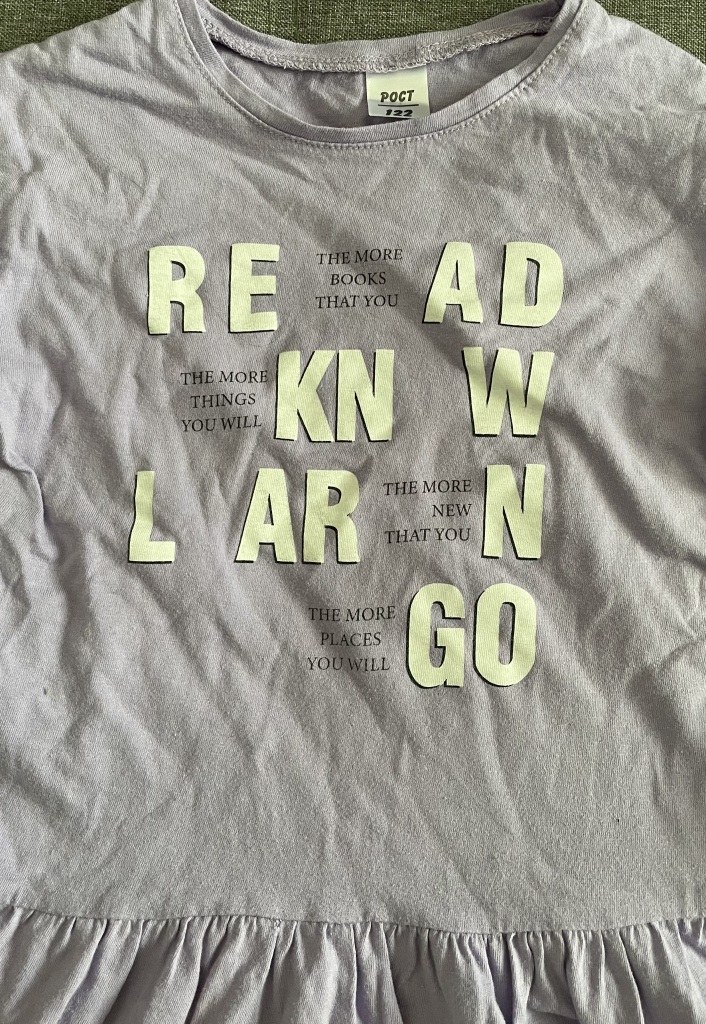 РОСТ
122
THE MORE
BOOKS
THAT YOU
RE AD
THE MORE
THINGS
YOU WILL
KN W
L AR N
THE MORE
NEW
THAT YOU
THE MORE
PLACES
YOU WILL
GO